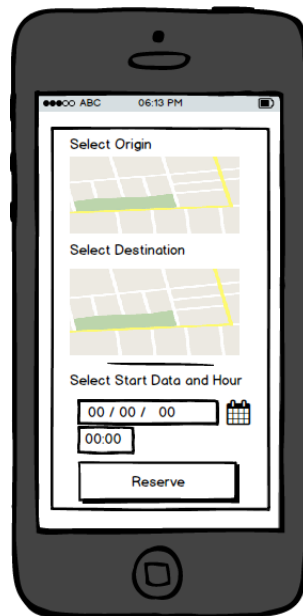 ABC 06:13 PM
Select Origin
Select Destination
Select Start Data and Hour
00 / 00 / 00
00:00
Reserve